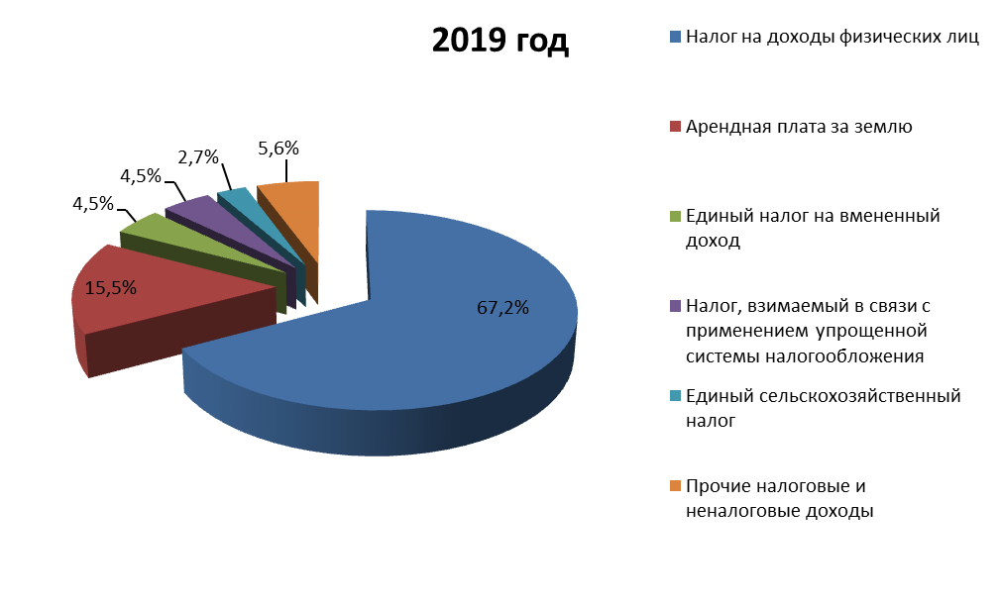 2019 год
5,6%
2,7%
4,5%
4,5%
15,5%
67,2%
Налог на доходы физических лиц
Арендная плата за землю
Единый налог на вмененный
доход
Налог, взимаемый в связи с
применением упрощенной
системы налогообложения
Единый сельскохозяйственный
налог
Прочие налоговые и
неналоговые доходы